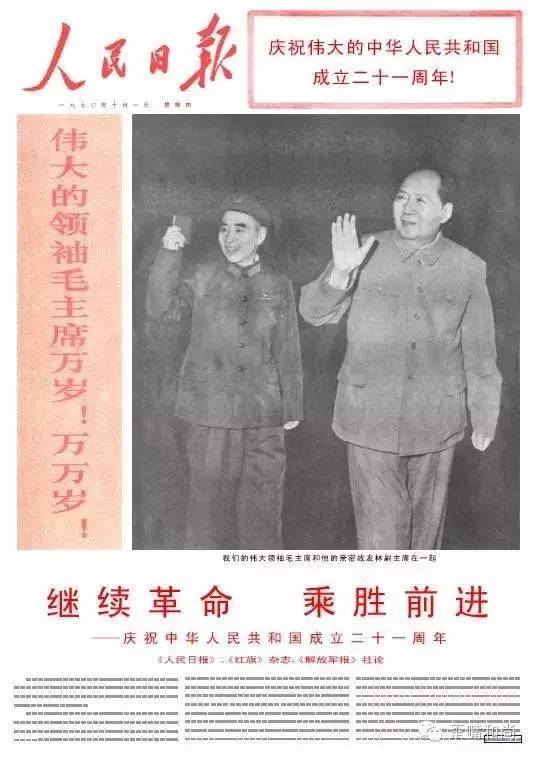 人民日报
庆祝伟大的中华人民共和国
成立二十一周年!
一九七〇年十月一日 星期四
伟大的领袖毛主席万岁!万万岁!
我们的伟大领袖毛主席和他的亲密战友林副主席在一起
继续革命 乘胜前进
——庆祝中华人民共和国成立二十一周年
《人民日报》、《红旗》杂志、《解放军报》社论
歪嘴和尚